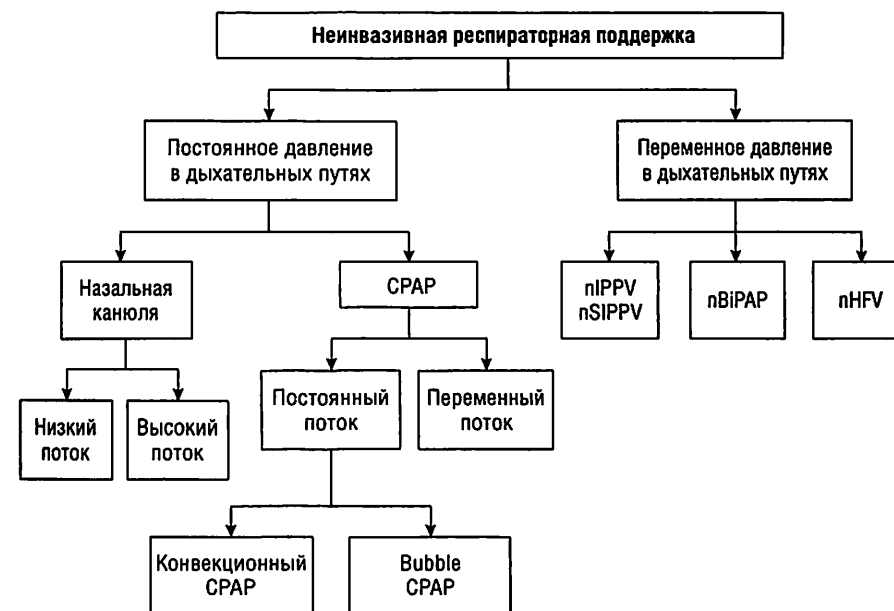 Неинвазивная респираторная поддержка
Постоянное давление
в дыхательных путях
Переменное давление
в дыхательных путях
Назальная
канюля
CPAP
nIPPV
nSIPPV
nBiPAP
nHFV
Низкий
поток
Высокий
поток
Постоянный
поток
Переменный
поток
Конвекционный
CPAP
Bubble
CPAP